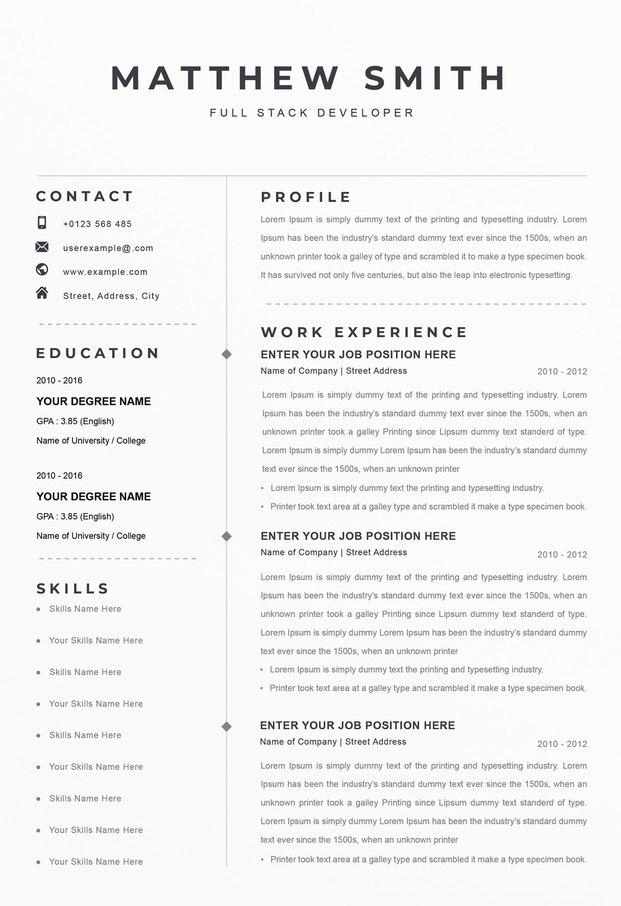 MATTHEW SMITH
FULL STACK DEVELOPER
CONTACT
+0123 568 485
userexample@.com
www.example.com
Street, Address, City
EDUCATION
2010 - 2016
YOUR DEGREE NAME
GPA : 3.85 (English)
Name of University / College
2010 - 2016
YOUR DEGREE NAME
GPA : 3.85 (English)
Name of University / College
SKILLS
• Skills Name Here
• Your Skills Name Here
• Skills Name Here
• Your Skills Name Here
• Skills Name Here
• Your Skills Name Here
• Skills Name Here
• Your Skills Name Here
• Your Skills Name Here
PROFILE
Lorem Ipsum is simply dummy text of the printing and typesetting industry. Lorem
Ipsum has been the industry's standard dummy text ever since the 1500s, when an
unknown printer took a galley of type and scrambled it to make a type specimen book.
It has survived not only five centuries, but also the leap into electronic typesetting.
WORK EXPERIENCE
ENTER YOUR JOB POSITION HERE
Name of Company | Street Address 2010 - 2012
Lorem Ipsum is simply dummy text of the printing and typesetting industry. Lorem
Ipsum has been the industry's standard dummy text ever since the 1500s, when an
unknown printer took a galley Printing since Lipsum dummy text standerd of type.
Lorem Ipsum is simply dummy Lorem Ipsum has been the industry's standard dummy
text ever since the 1500s, when an unknown printer
• Lorem Ipsum is simply dummy text the printing and typesetting industry.
• Printer took text area at a galley type and scrambled it make a type specimen book.
ENTER YOUR JOB POSITION HERE
Name of Company | Street Address 2010 - 2012
Lorem Ipsum is simply dummy text of the printing and typesetting industry. Lorem
Ipsum has been the industry's standard dummy text ever since the 1500s, when an
unknown printer took a galley Printing since Lipsum dummy text standerd of type.
Lorem Ipsum is simply dummy Lorem Ipsum has been the industry's standard dummy
text ever since the 1500s, when an unknown printer
• Lorem Ipsum is simply dummy text the printing and typesetting industry.
• Printer took text area at a galley type and scrambled it make a type specimen book.
ENTER YOUR JOB POSITION HERE
Name of Company | Street Address 2010 - 2012
Lorem Ipsum is simply dummy text of the printing and typesetting industry. Lorem
Ipsum has been the industry's standard dummy text ever since the 1500s, when an
unknown printer took a galley Printing since Lipsum dummy text standerd of type.
Lorem Ipsum is simply dummy Lorem Ipsum has been the industry's standard dummy
text ever since the 1500s, when an unknown printer
• Printer took text area at a galley type and scrambled it make a type specimen book.